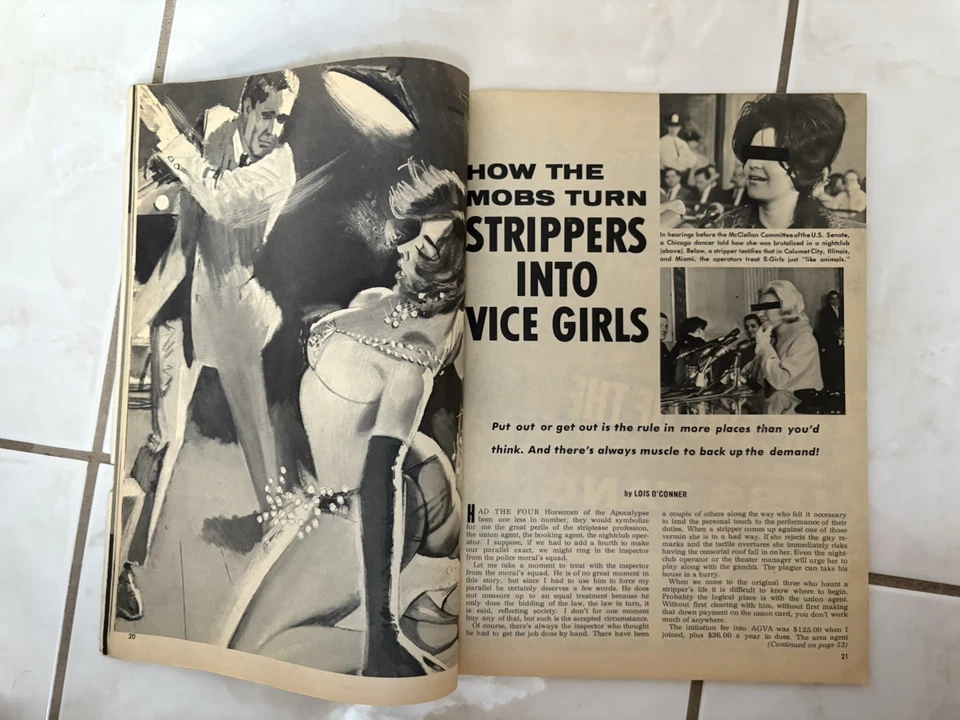 HOW THE
MOBS TURN
STRIPPERS
INTO
VICE GIRLS
In hearings before the McClellan Committee of the U.S. Senate,
a Chicago dancer told how she was brutalised in a nightclub
(above). Below, a stripper testifies that in Calumet City, Illinois,
and Miami, the operators treat B-Girls just "like animals."
Put out or get out is the rule in more places than you'd
think. And there's always muscle to back up the demand!
by LOIS O'CONNER
HAD THE FOUR Horsemen of the Apocalypse
been one less in number, they would symbolize
for me the great perils of the striptease profession,
the union agent, the booking agent, the nightclub oper-
ator. I suppose, if we had to add a fourth to make
our parallel exact, we might ring in the inspector
from the police moral's squad.
Let me take a moment to treat with the inspector
from the moral's squad. He is of no great moment in
this story, but since I had to use him to force my
parallel he certainly deserves a few words. He does
not measure up to an equal treatment because he
only does the bidding of the law, the law in turn, it
is said, reflecting society. I don't for one moment
buy any of that, but such is the accepted circumstance.
Of course, there's always the inspector who thought
he had to get the job done by hand. There have been
a couple of others along the way who felt it necessary
to lend the personal touch to the performance of their
duties. When a stripper comes up against one of those
vermin she is in a bad way. If she rejects the gay re-
marks and the tactile overtures she immediately risks
having the censorial roof fall in on her. Even the night-
club operator or the theater manager will urge her to
play along with the gambit. The plague can take his
house in a hurry.
When we come to the original three who haunt a
stripper's life it is difficult to know where to begin.
Probably the logical place is with the union agent.
Without first clearing with him, without first making
that down payment on the union card, you don't work
much of anywhere.
The initiation fee into AGVA was $125.00 when I
joined, plus $36.00 a year in dues. The area agent
(Continued on page 52)
20
21